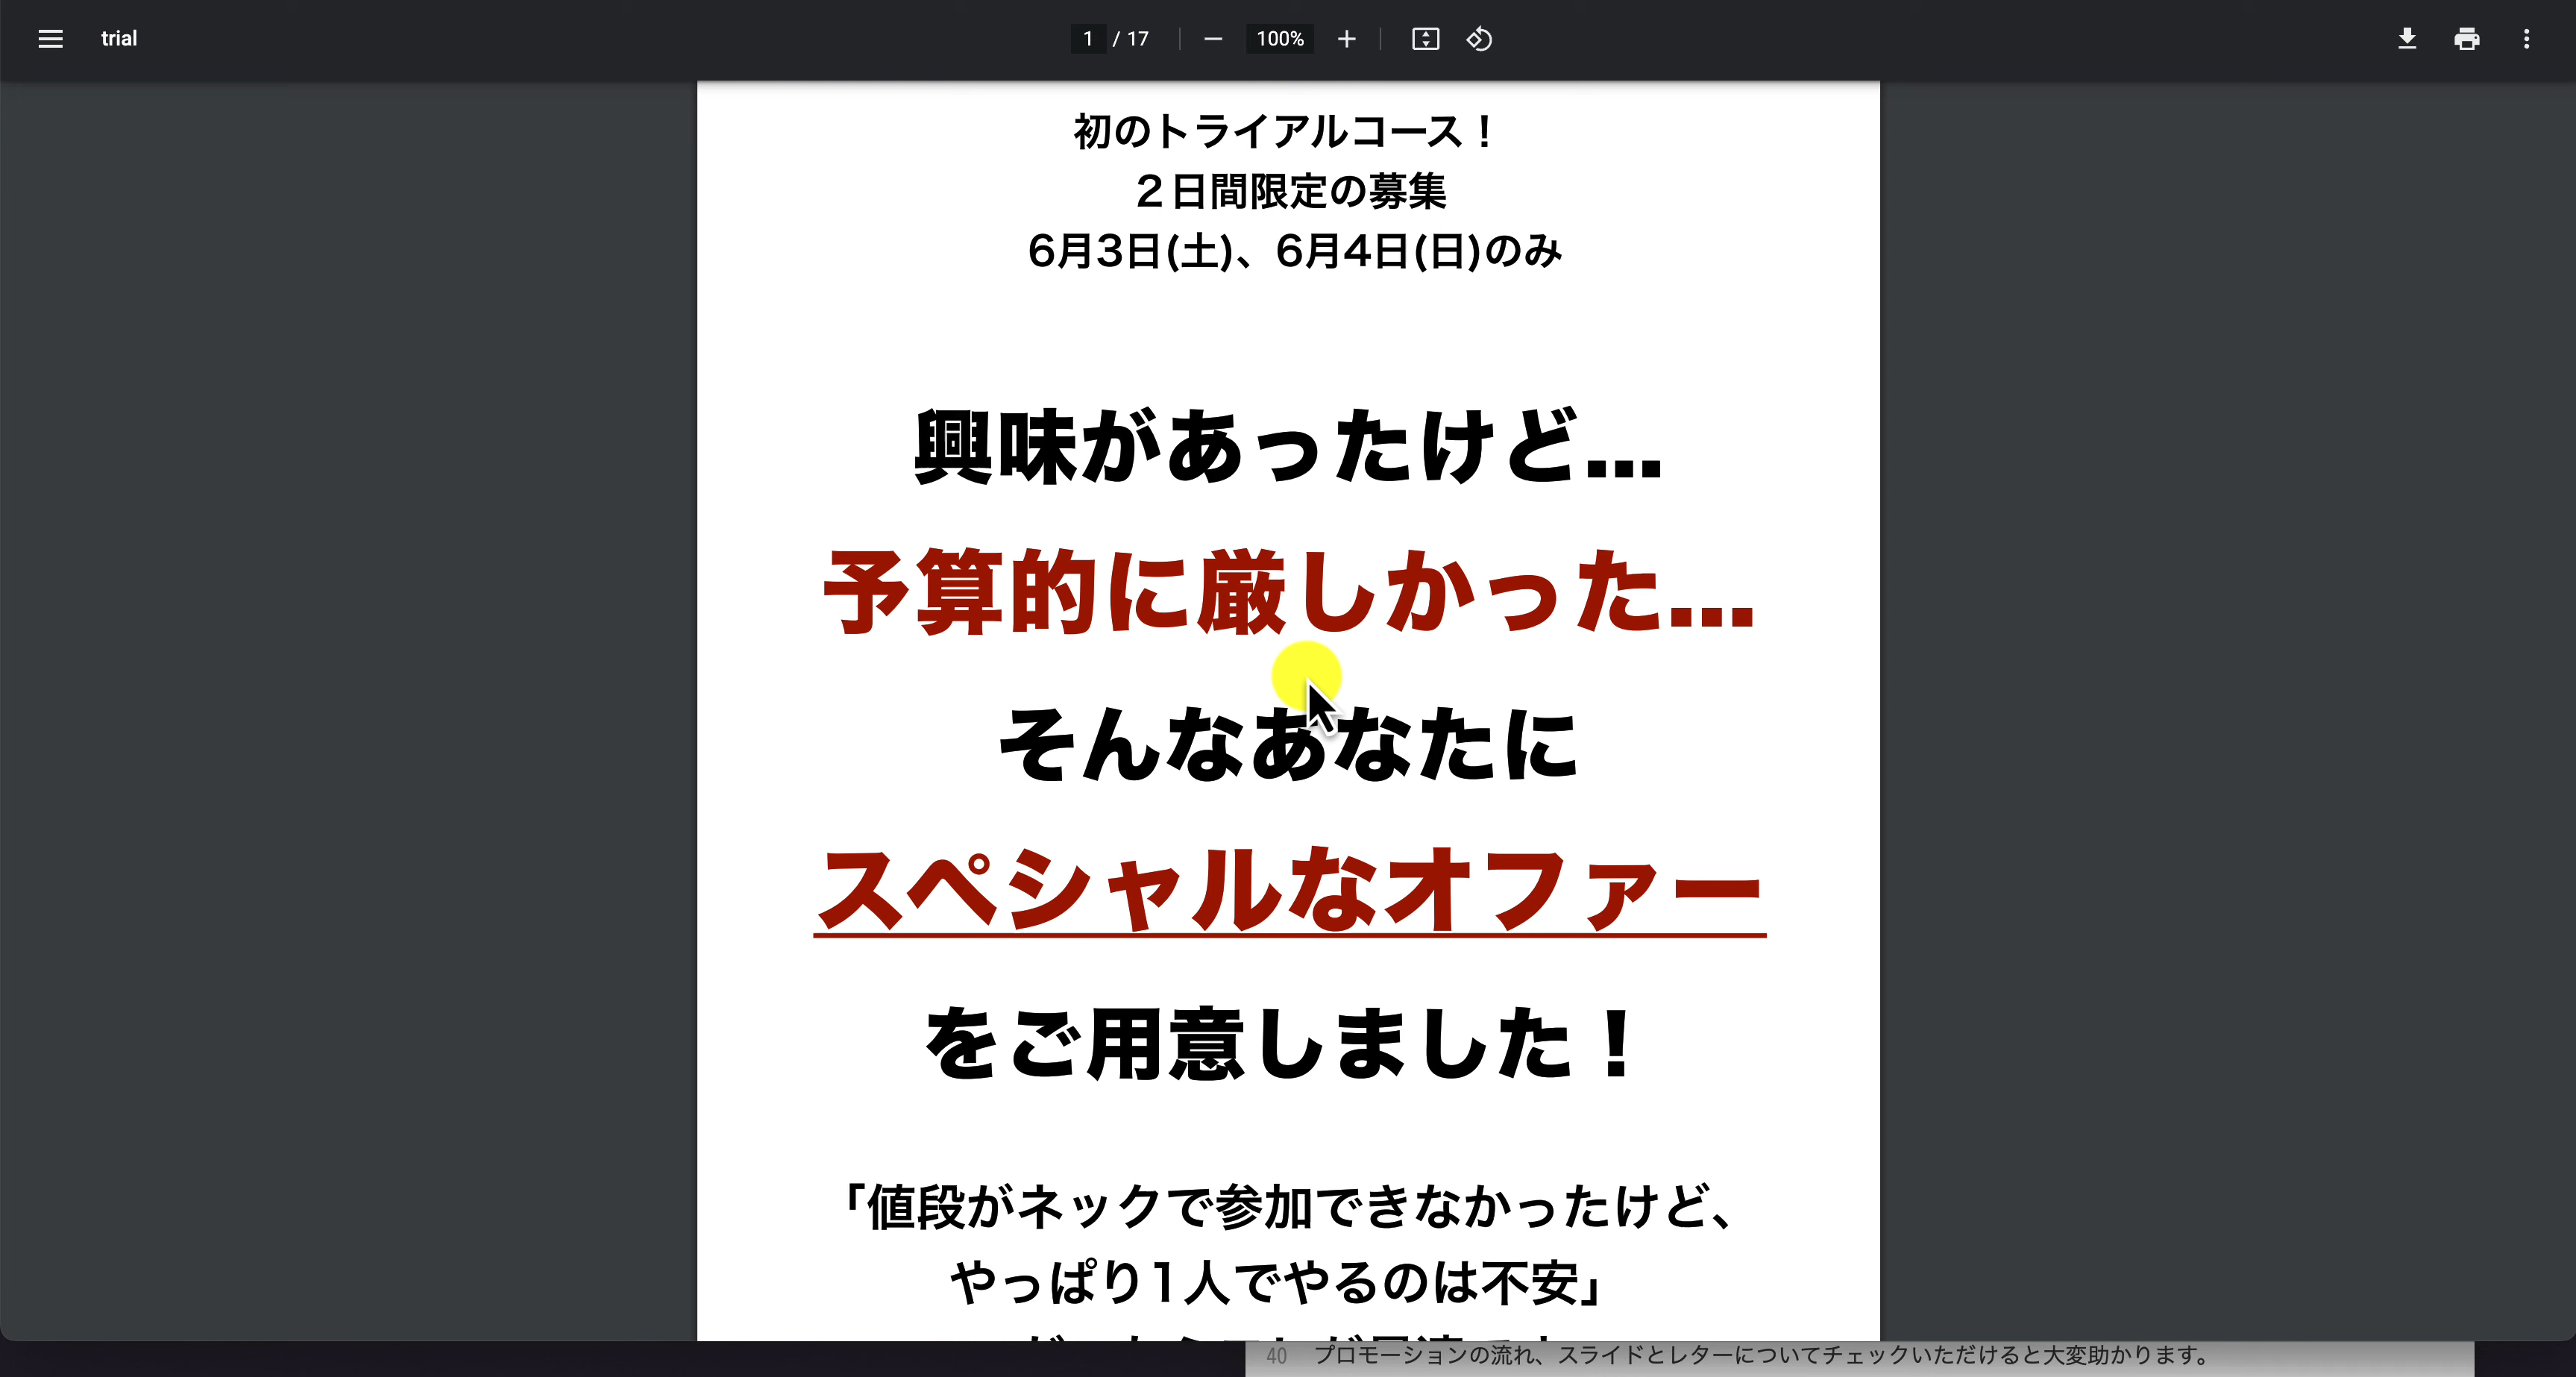 trial
1 / 17
100%
初のトライアルコース！
２日間限定の募集
6月3日(土)、6月4日(日)のみ
興味があったけど...
予算的に厳しかった...
そんなあなたに
スペシャルなオファー
をご用意しました！
「値段がネックで参加できなかったけど、
やっぱり1人でやるのは不安」
40 プロモーションの流れ、スライドとレターについてチェックいただけると大変助かります。